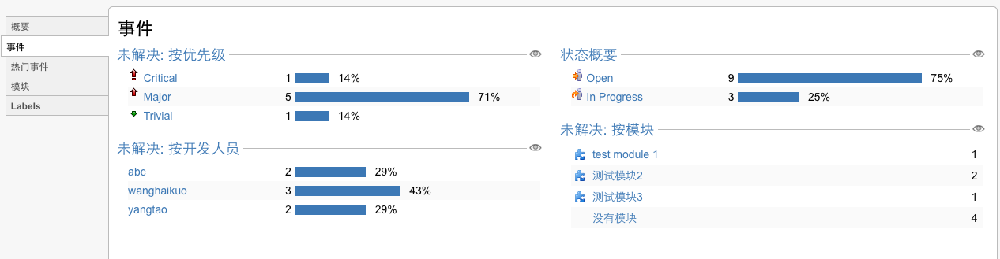 概要
事件
热门事件
模块
Labels
事件
未解决: 按优先级
Critical 1 14%
Major 5 71%
Trivial 1 14%
未解决: 按开发人员
abc 2 29%
wanghaikuo 3 43%
yangtao 2 29%
状态概要
Open 9 75%
In Progress 3 25%
未解决: 按模块
test module 1 1
测试模块2 2
测试模块3 1
没有模块 4